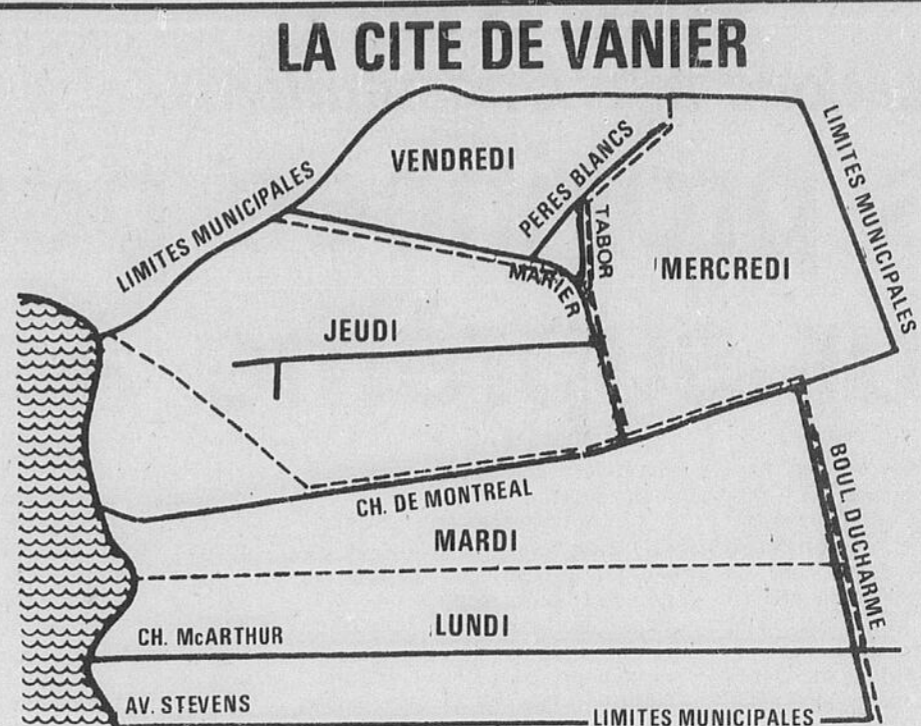 LA CITE DE VANIER
VENDREDI
PERES BLANCS
LIMITES MUNICIPALES
LIMITES MUNICIPALES
TABOR
MARIER
MERCREDI
JEUDI
CH. DE MONTREAL
BOUL. DUCHARME
MARDI
LUNDI
CH. McARTHUR
AV. STEVENS
LIMITES MUNICIPALES